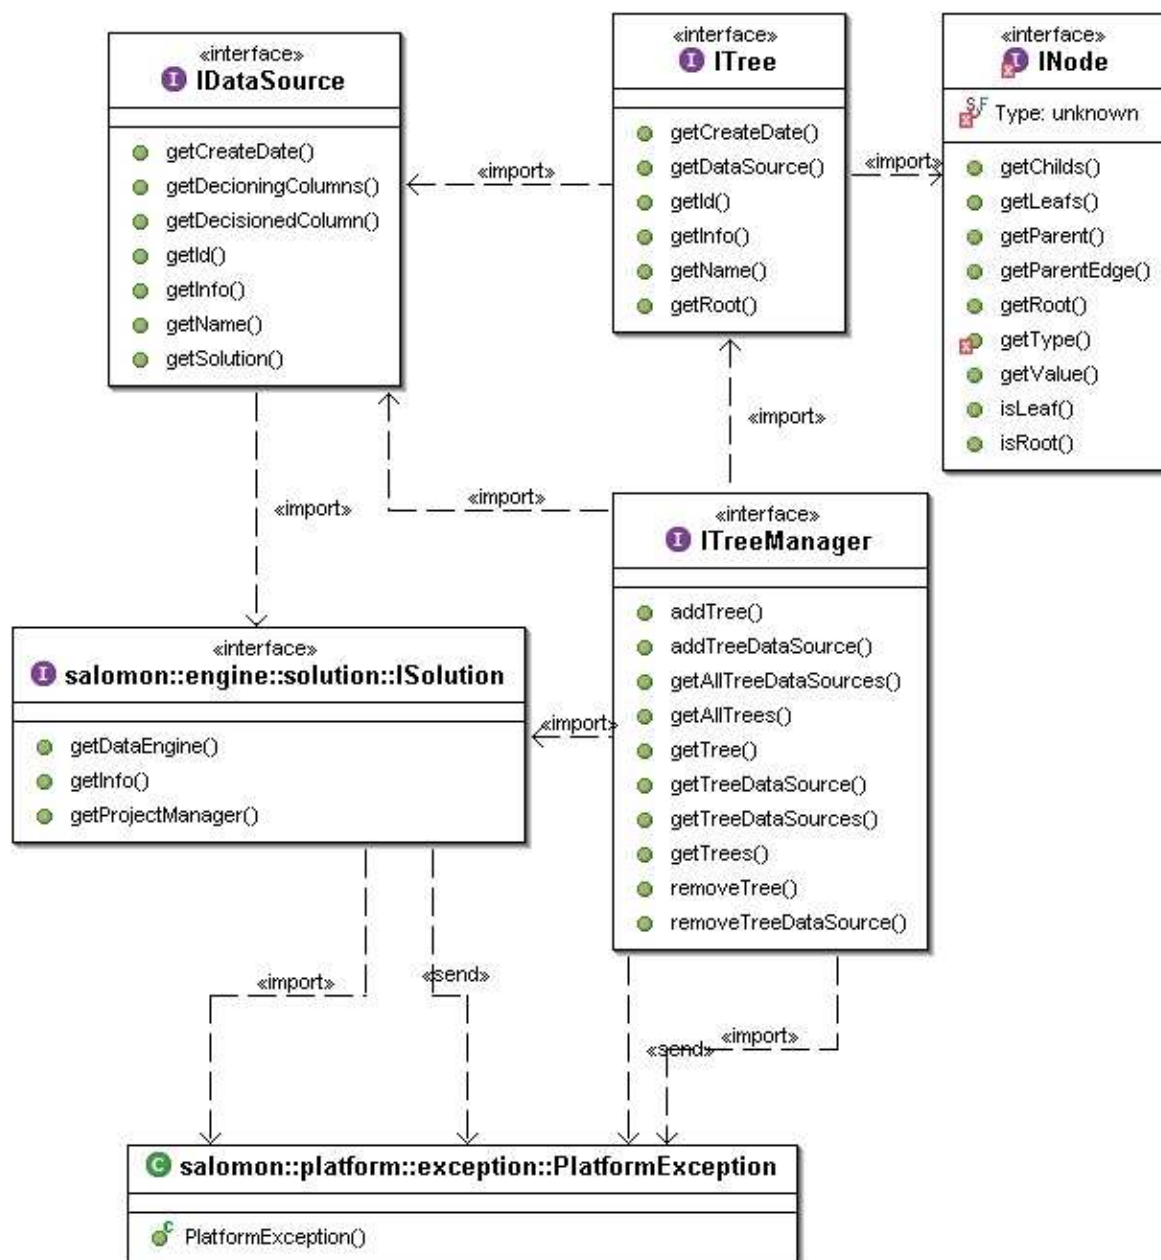 «interface»
I IDataSource
getCreateDate()
getDecioningColumns()
getDecisionedColumn()
getId()
getInfo()
getName()
getSolution()
«import»
«interface»
I ITree
getCreateDate()
getDataSource()
getId()
getInfo()
getName()
getRoot()
«import»
«interface»
I INode
S F Type: unknown
getChilds()
getLeafs()
getParent()
getParentEdge()
getRoot()
getType()
getValue()
isLeaf()
isRoot()
«import»
«import»
«import»
«interface»
I ITreeManager
addTree()
addTreeDataSource()
getAllTreeDataSources()
getAllTrees()
getTree()
getTreeDataSource()
getTreeDataSources()
getTrees()
removeTree()
removeTreeDataSource()
«interface»
I salomon::engine::solution::ISolution
getDataEngine()
getInfo()
getProjectManager()
«import»
«import»
«send»
«send»
«import»
C salomon::platform::exception::PlatformException
C PlatformException()